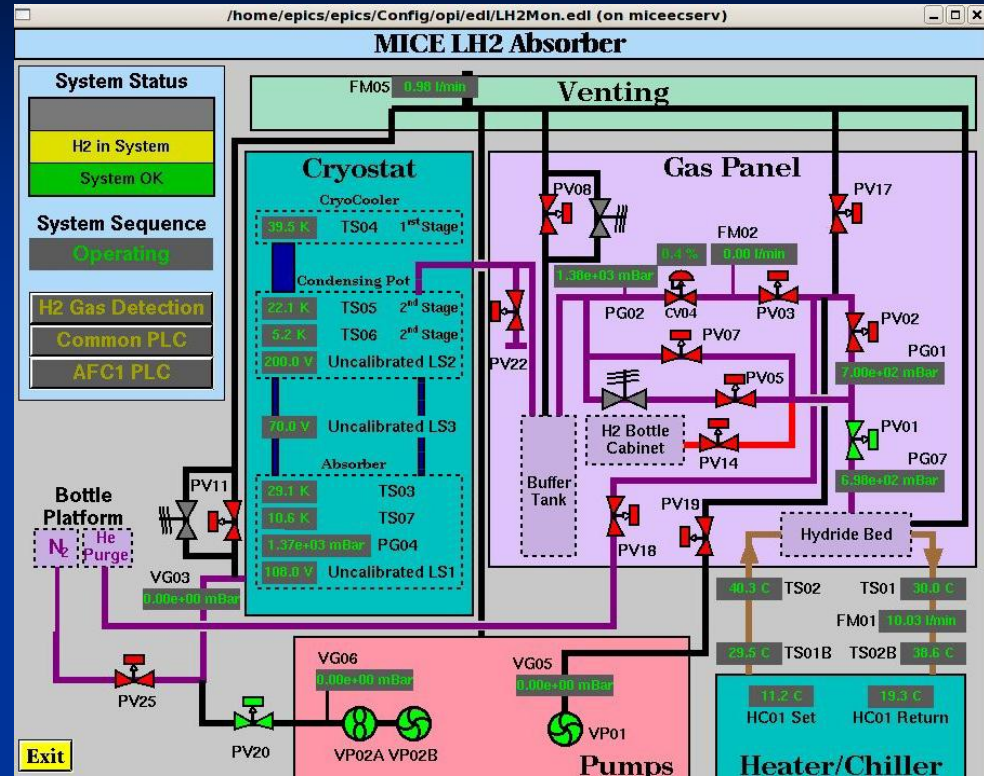 /home/epics/epics/Config/opi/edl/LH2Mon.edl (on miceecserv)
MICE LH2 Absorber
System Status
H2 in System
System OK
System Sequence
Operating
H2 Gas Detection
Common PLC
AFC1 PLC
FM05 0.98 l/min
Venting
Cryostat
CryoCooler
39.5 K TS04 1rst Stage
Condensing Pot
22.1 K TS05 2nd Stage
5.2 K TS06 2nd Stage
200.0 V Uncalibrated LS2
70.0 V Uncalibrated LS3
Absorber
29.1 K TS03
10.6 K TS07
1.37e+03 mBar PG04
108.0 V Uncalibrated LS1
Gas Panel
PV08
PV17
FM02
0.4 % 0.00 l/min
1.30e+03 mBar
PG02 CV04 PV03
PV02
PV07
PG01
7.00e+02 mBar
PV22
PV05
H2 Bottle
Cabinet
PV14
PV01
PG07
6.98e+02 mBar
Buffer
Tank
PV19
PV18
Hydride Bed
PV11
Bottle
Platform
N2
He
Purge
VG03
0.00e+00 mBar
40.3 C TS02 TS01 30.0 C
FM01 10.03 l/min
29.5 C TS01B TS02B 38.6 C
11.2 C 19.3 C
HC01 Set HC01 Return
Heater/Chiller
VG06
0.00e+00 mBar
VG05
0.00e+00 mBar
PV25
PV20
VP02A VP02B
VP01
Pumps
Exit